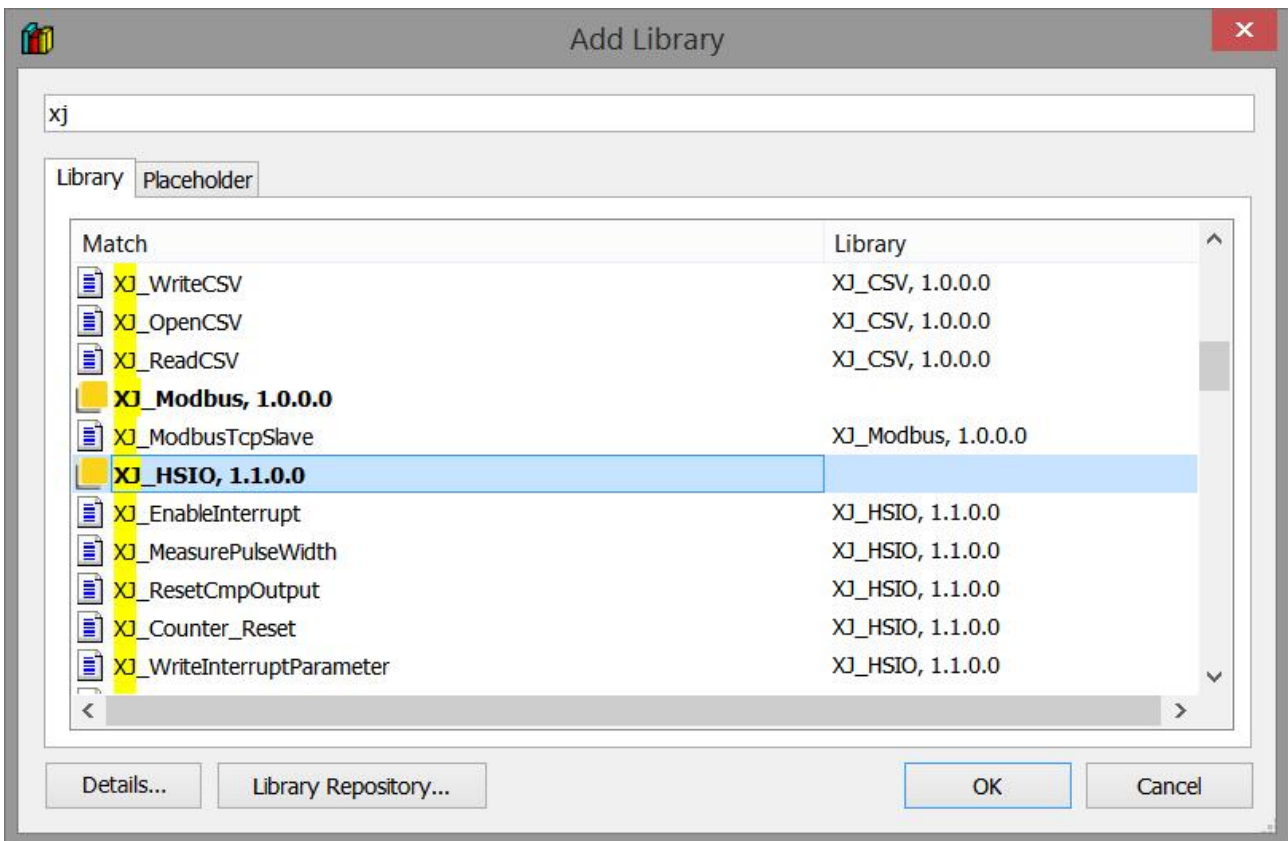 Add Library
xj
Library Placeholder
Match Library
XJ_WriteCSV XJ_CSV, 1.0.0.0
XJ_OpenCSV XJ_CSV, 1.0.0.0
XJ_ReadCSV XJ_CSV, 1.0.0.0
XJ_Modbus, 1.0.0.0
XJ_ModbusTcpSlave XJ_Modbus, 1.0.0.0
XJ_HSIO, 1.1.0.0
XJ_EnableInterrupt XJ_HSIO, 1.1.0.0
XJ_MeasurePulseWidth XJ_HSIO, 1.1.0.0
XJ_ResetCmpOutput XJ_HSIO, 1.1.0.0
XJ_Counter_Reset XJ_HSIO, 1.1.0.0
XJ_WriteInterruptParameter XJ_HSIO, 1.1.0.0
Details... Library Repository... OK Cancel